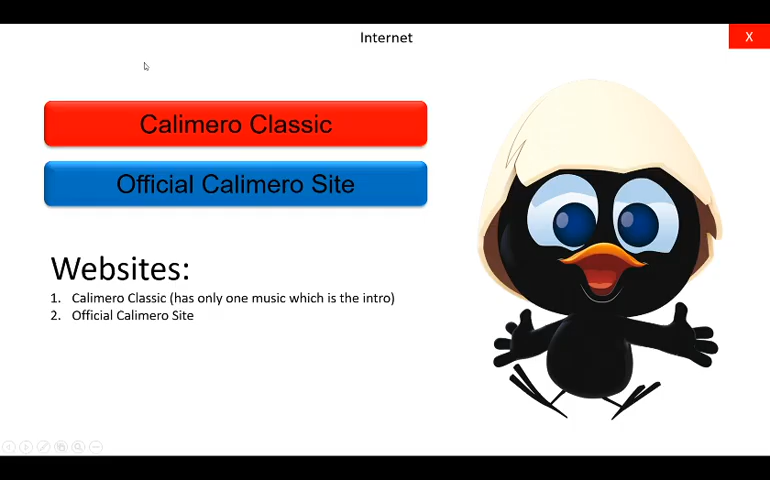 Internet
X
Calimero Classic
Official Calimero Site
Websites:
1. Calimero Classic (has only one music which is the intro)
2. Official Calimero Site